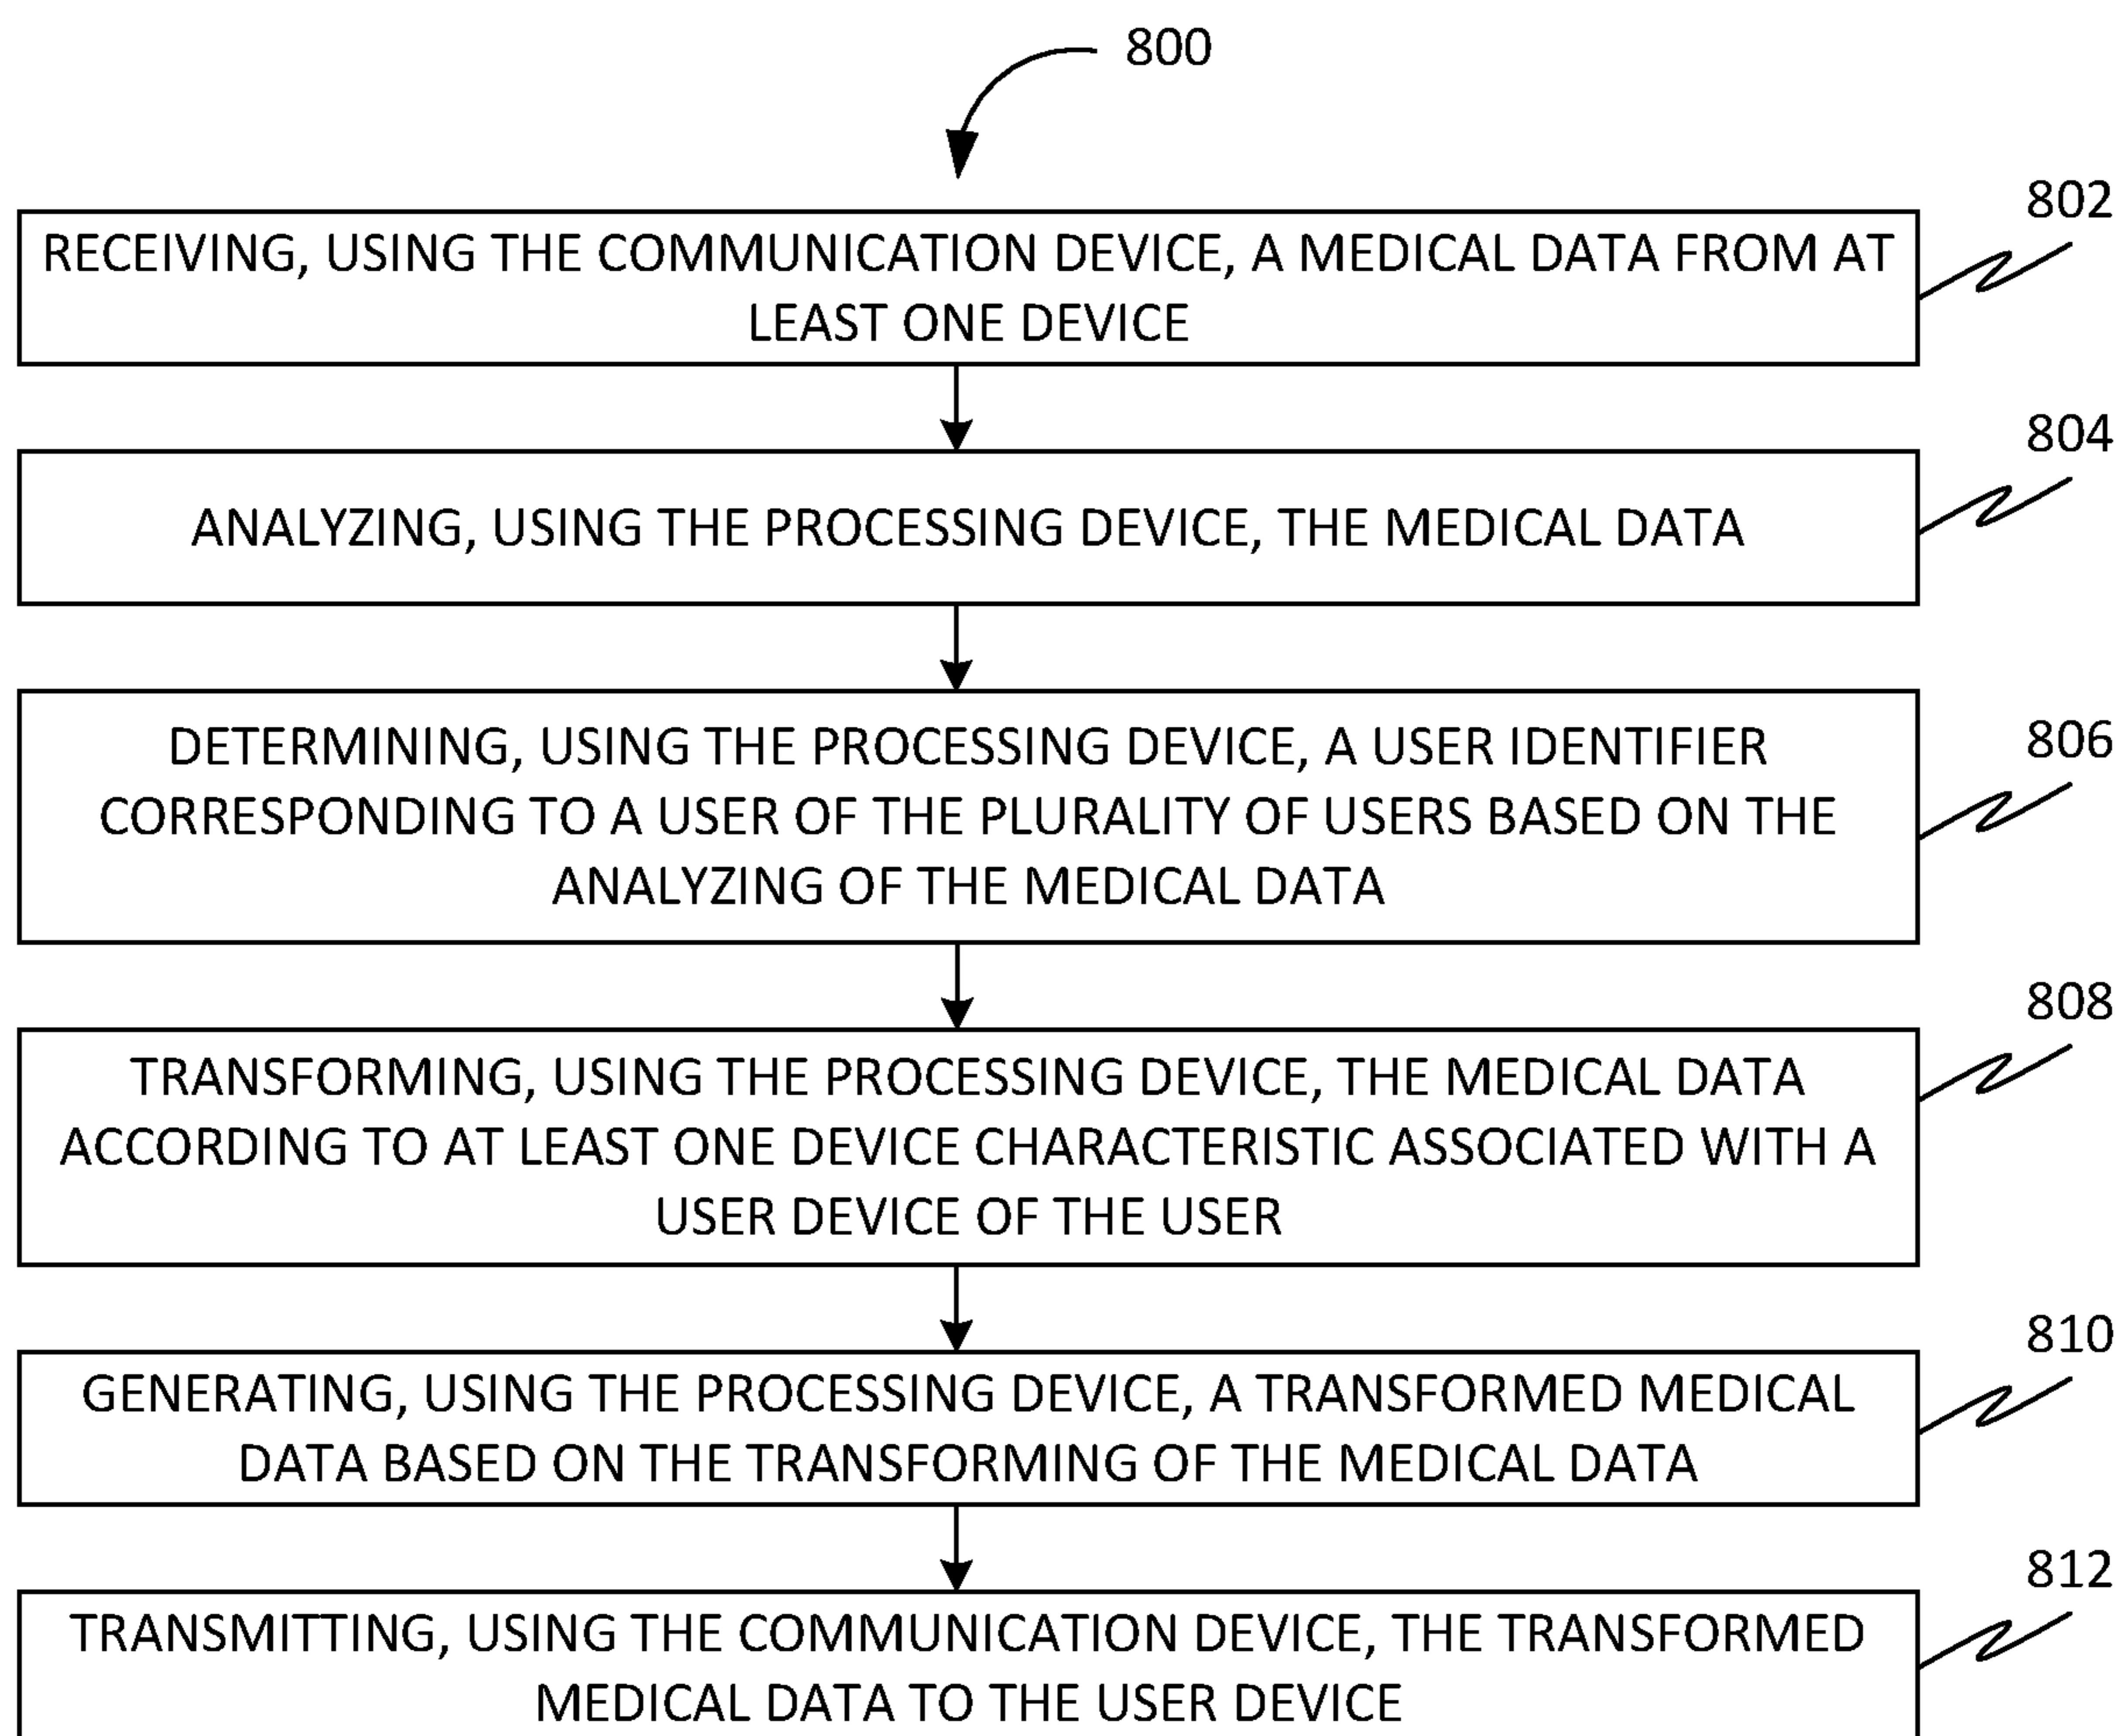 800
802
RECEIVING, USING THE COMMUNICATION DEVICE, A MEDICAL DATA FROM AT
LEAST ONE DEVICE
804
ANALYZING, USING THE PROCESSING DEVICE, THE MEDICAL DATA
806
DETERMINING, USING THE PROCESSING DEVICE, A USER IDENTIFIER
CORRESPONDING TO A USER OF THE PLURALITY OF USERS BASED ON THE
ANALYZING OF THE MEDICAL DATA
808
TRANSFORMING, USING THE PROCESSING DEVICE, THE MEDICAL DATA
ACCORDING TO AT LEAST ONE DEVICE CHARACTERISTIC ASSOCIATED WITH A
USER DEVICE OF THE USER
810
GENERATING, USING THE PROCESSING DEVICE, A TRANSFORMED MEDICAL
DATA BASED ON THE TRANSFORMING OF THE MEDICAL DATA
812
TRANSMITTING, USING THE COMMUNICATION DEVICE, THE TRANSFORMED
MEDICAL DATA TO THE USER DEVICE